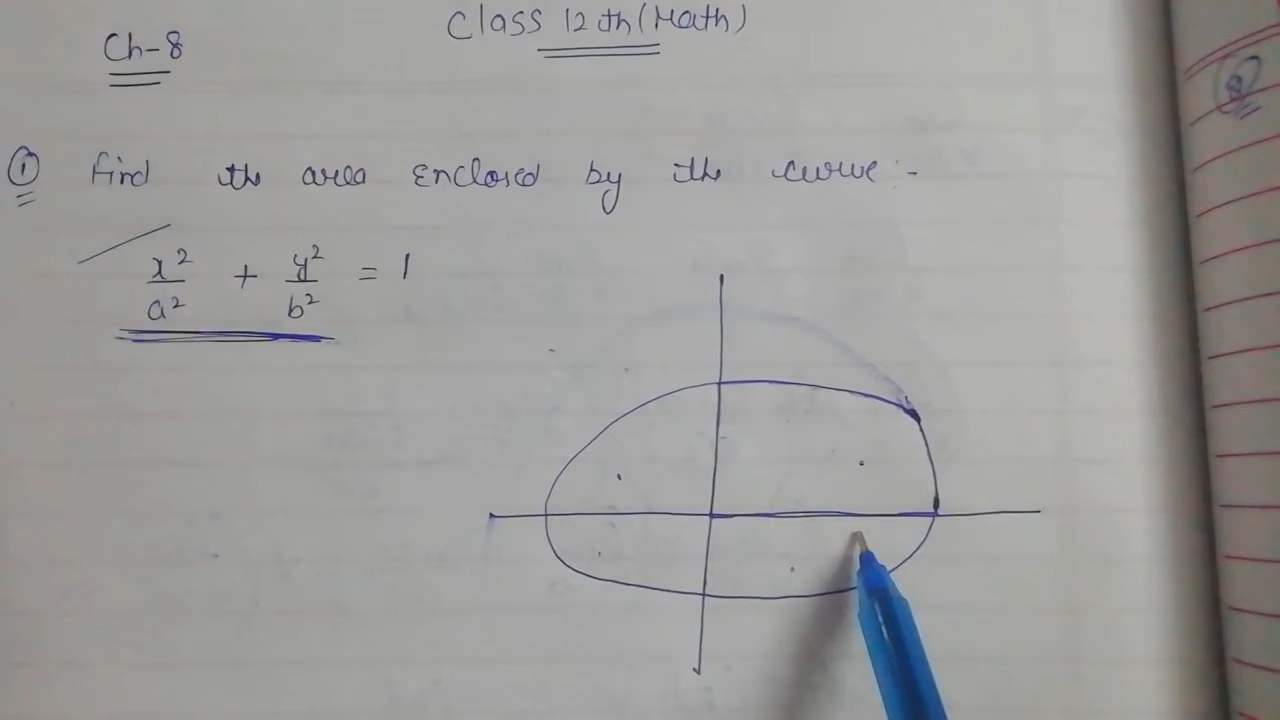 Class 12th (Math)
Ch-8
① find the area enclosed by the curve:-
x²/a² + y²/b² = 1